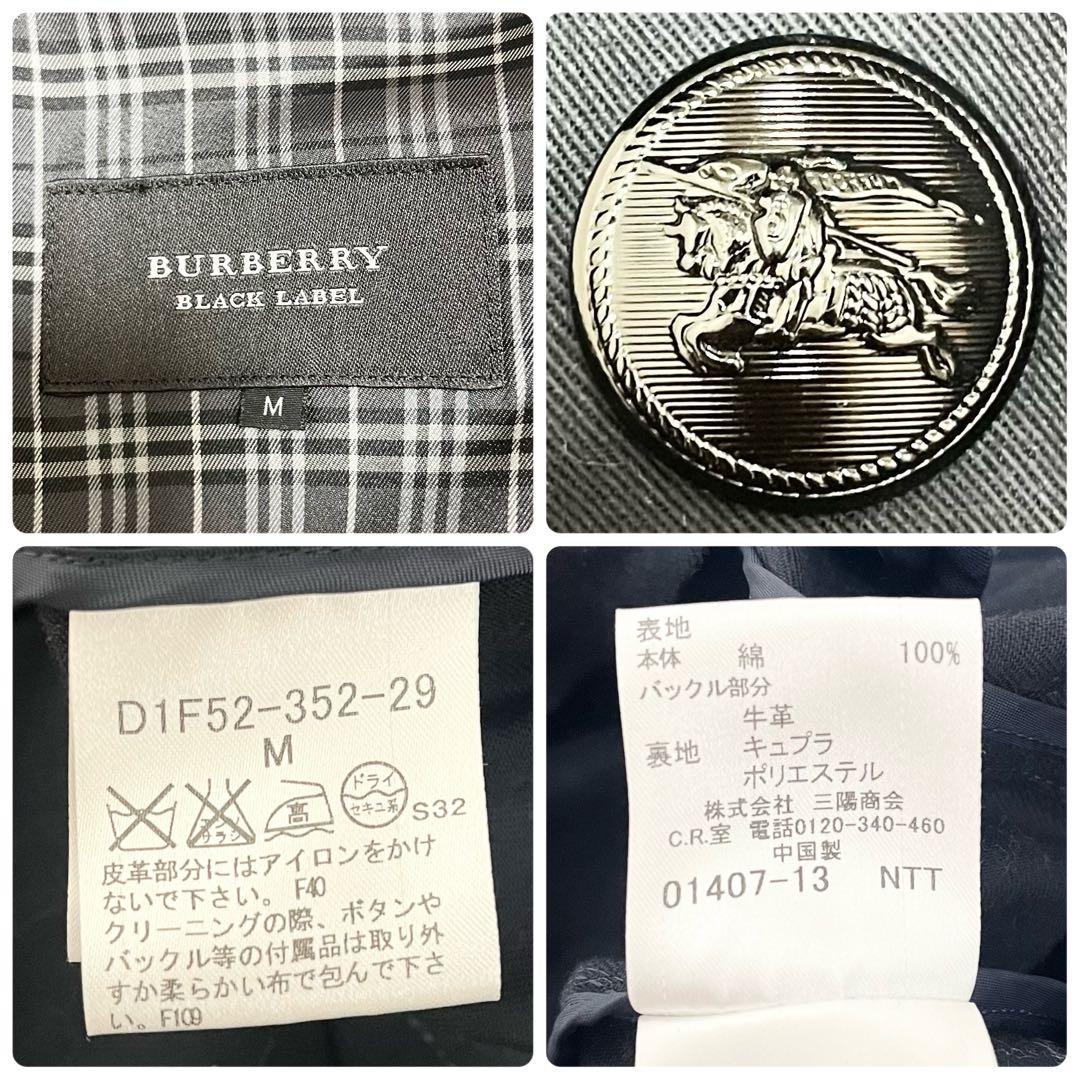 BURBERRY
BLACK LABEL
M
D1F52-352-29
M
高
ドライ
セキユ系
S32
皮革部分にはアイロンをかけ
ないで下さい。F40
クリーニングの際、ボタンや
バックル等の付属品は取り外
すか柔らかい布で包んで下さ
い。F109
表地
本体 綿 100%
バックル部分
牛革
裏地 キュプラ
ポリエステル
株式会社 三陽商会
C.R.室 電話0120-340-460
中国製
01407-13 NTT